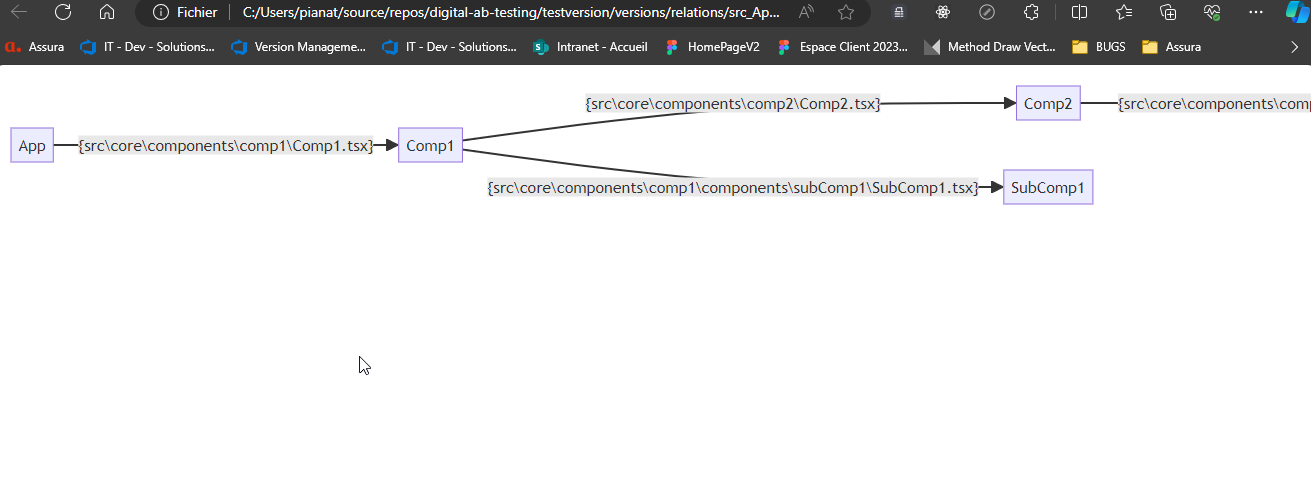 Fichier
C:/Users/pianat/source/repos/digital-ab-testing/testversion/versions/relations/src_Ap...
a. Assura
IT - Dev - Solutions...
Version Manageme...
IT - Dev - Solutions...
Intranet - Accueil
HomePageV2
Espace Client 2023...
Method Draw Vect...
BUGS
Assura
{src\core\components\comp2\Comp2.tsx}
Comp2
{src\core\components\comp
App
{src\core\components\comp1\Comp1.tsx}
Comp1
{src\core\components\comp1\components\subComp1\SubComp1.tsx}
SubComp1